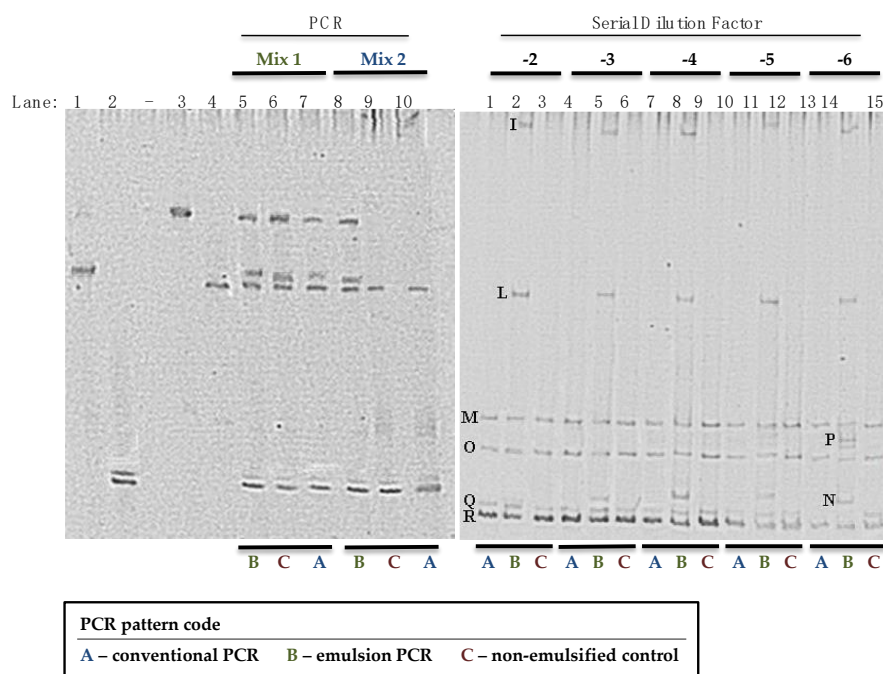 PCR
Mix 1 Mix 2
Lane: 1 2 – 3 4 5 6 7 8 9 10
B C A B C A
Serial Dilution Factor
-2 -3 -4 -5 -6
1 2 3 4 5 6 7 8 9 10 11 12 13 14 15
I
L
M
P
O
Q N
R
A B C A B C A B C A B C A B C
PCR pattern code
A – conventional PCR B – emulsion PCR C – non-emulsified control